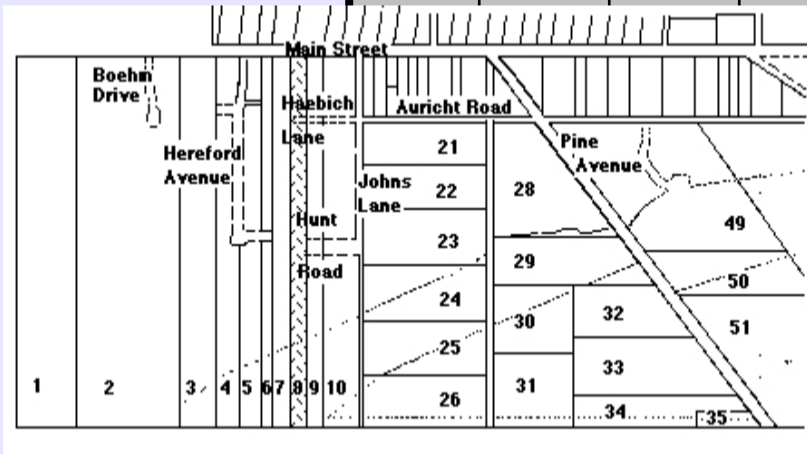 Main Street
Boehm
Drive
Haebich
Lane
Auricht Road
Hereford
Avenue
Pine
Avenue
Johns
Lane
Hunt
Road
21
22
23
24
25
26
28
29
30
31
32
33
34
35
49
50
51
1
2
3
4
5
6
7
8
9
10